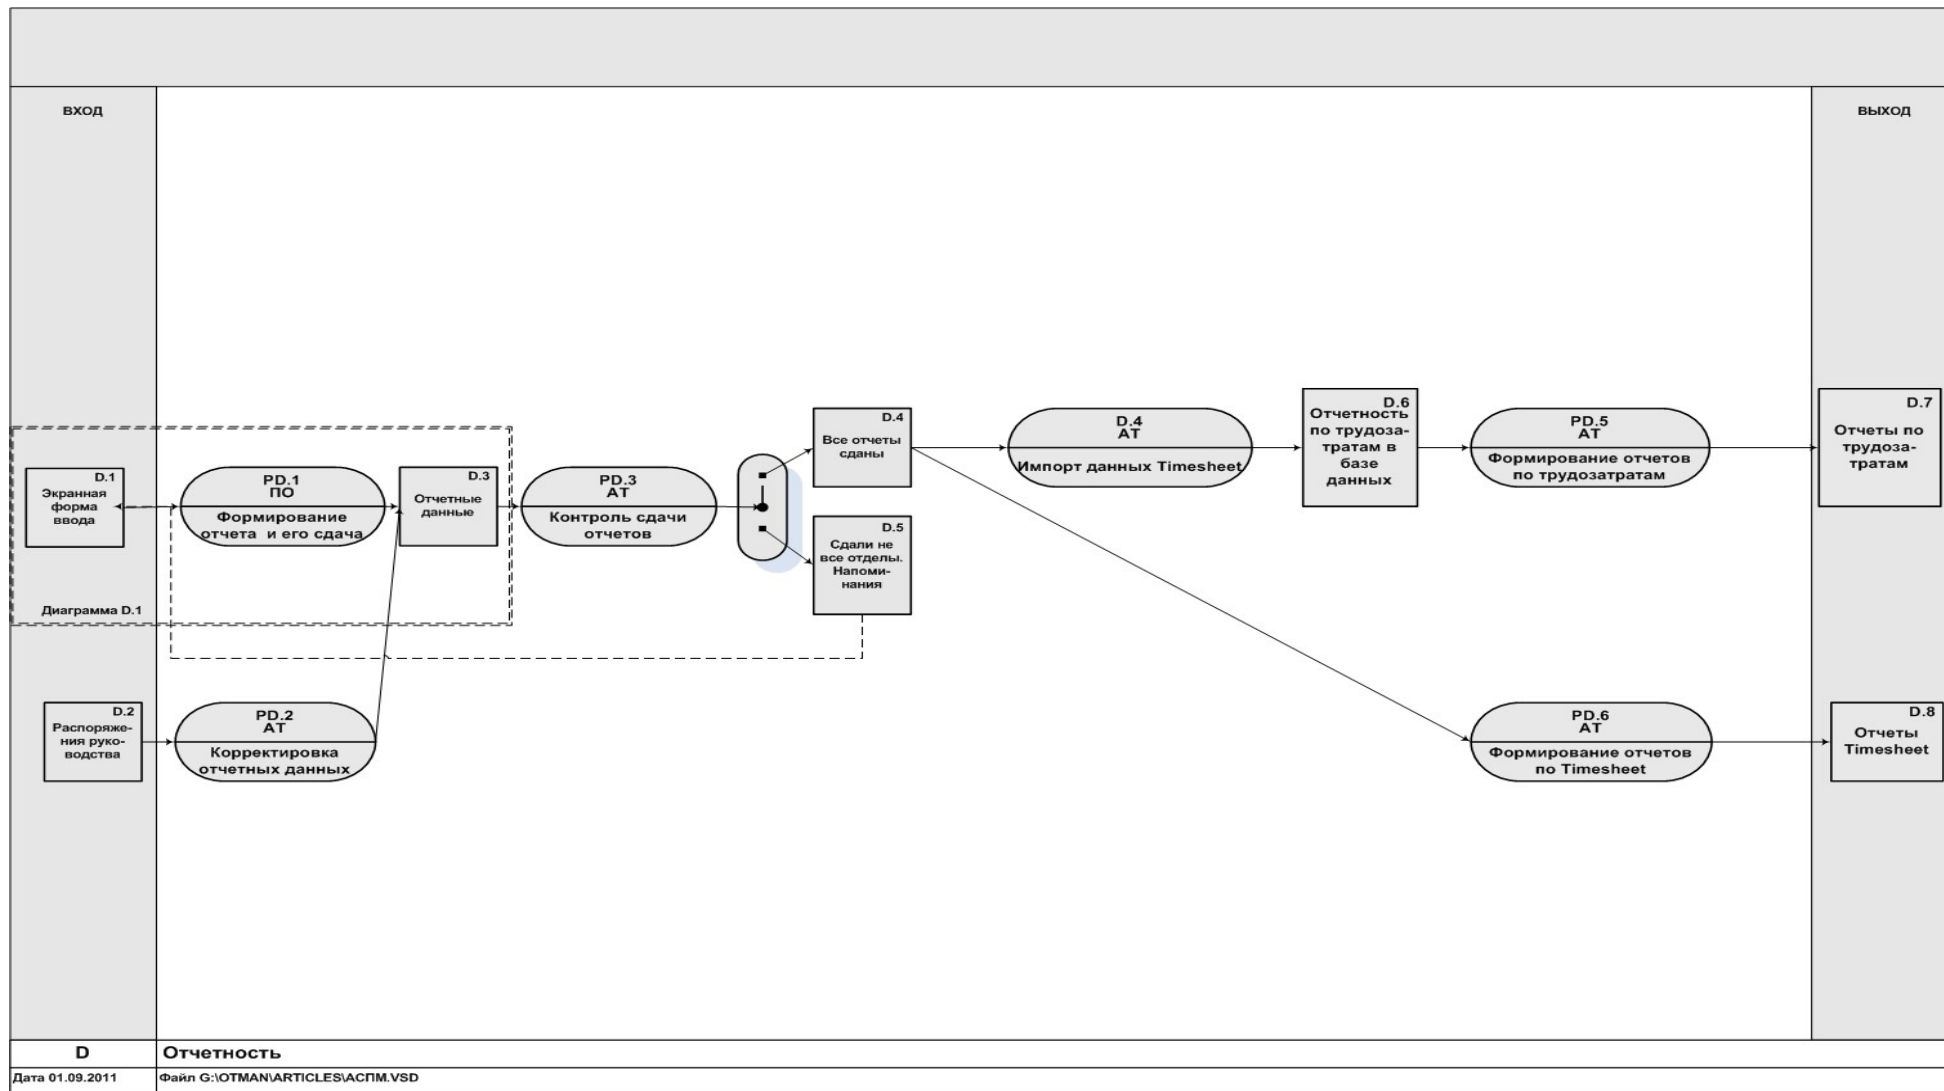 ВХОД
ВЫХОД
D.1
Экранная
форма
ввода
PD.1
ПО
Формирование
отчета и его сдача
D.3
Отчетные
данные
Диаграмма D.1
PD.3
АТ
Контроль сдачи
отчетов
D.4
Все отчеты
сданы
D.5
Сдали не
все отделы.
Напоми-
нания
D.4
АТ
Импорт данных Timesheet
D.6
Отчетность
по трудоза-
тратам в
базе
данных
PD.5
АТ
Формирование отчетов
по трудозатратам
D.7
Отчеты по
трудоза-
тратам
D.2
Распоряже-
ния руко-
водства
PD.2
АТ
Корректировка
отчетных данных
PD.6
АТ
Формирование отчетов
по Timesheet
D.8
Отчеты
Timesheet
D
Отчетность
Дата 01.09.2011
Файл G:\OTMAN\ARTICLES\АСПМ.VSD